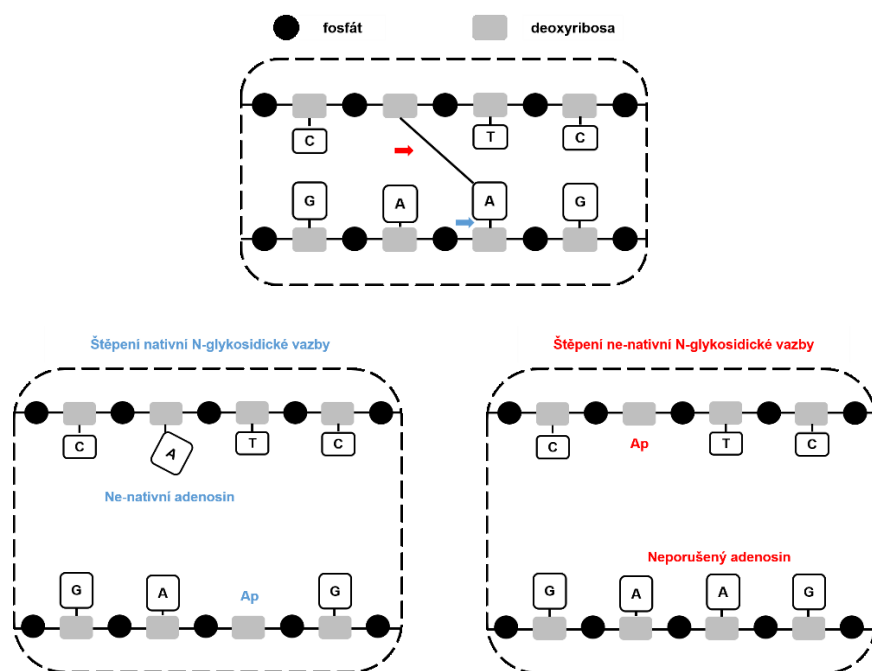 fosfát deoxyribosa
C T C
G A A G
Štěpení nativní N-glykosidické vazby
Štěpení ne-nativní N-glykosidické vazby
C A T C
Ne-nativní adenosin
G A Ap G
C Ap T C
Neporušený adenosin
G A A G